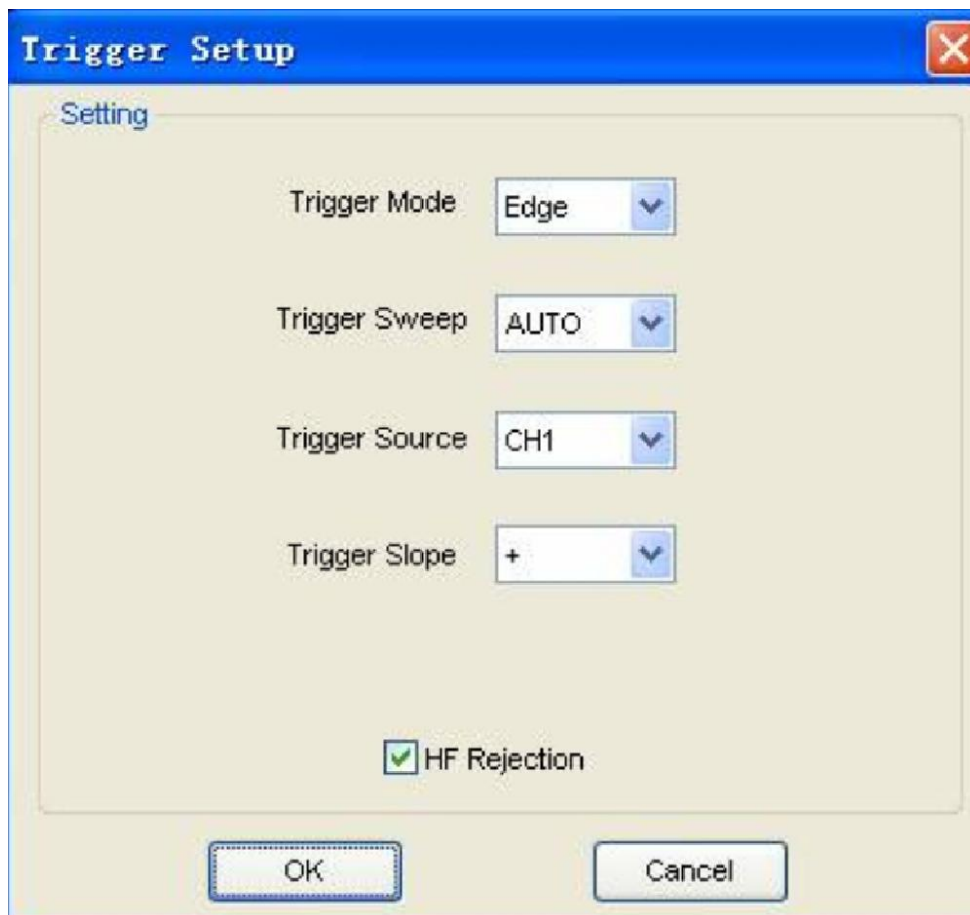 Trigger Setup
Setting
Trigger Mode Edge
Trigger Sweep AUTO
Trigger Source CH1
Trigger Slope +
HF Rejection
OK Cancel